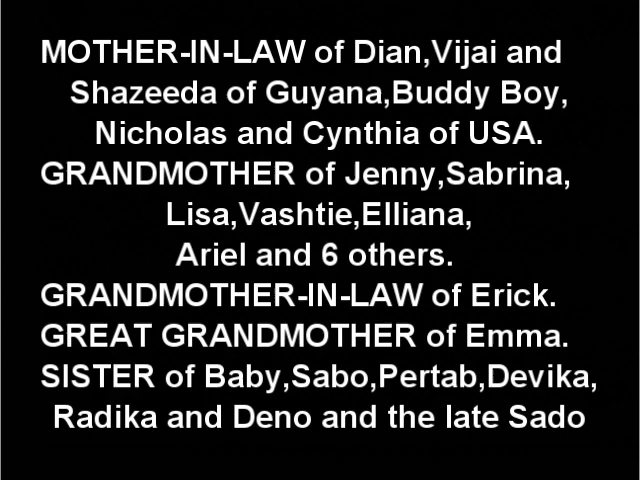 MOTHER-IN-LAW of Dian,Vijai and
Shazeeda of Guyana,Buddy Boy,
Nicholas and Cynthia of USA.
GRANDMOTHER of Jenny,Sabrina,
Lisa,Vashtie,Elliana,
Ariel and 6 others.
GRANDMOTHER-IN-LAW of Erick.
GREAT GRANDMOTHER of Emma.
SISTER of Baby,Sabo,Pertab,Devika,
Radika and Deno and the late Sado